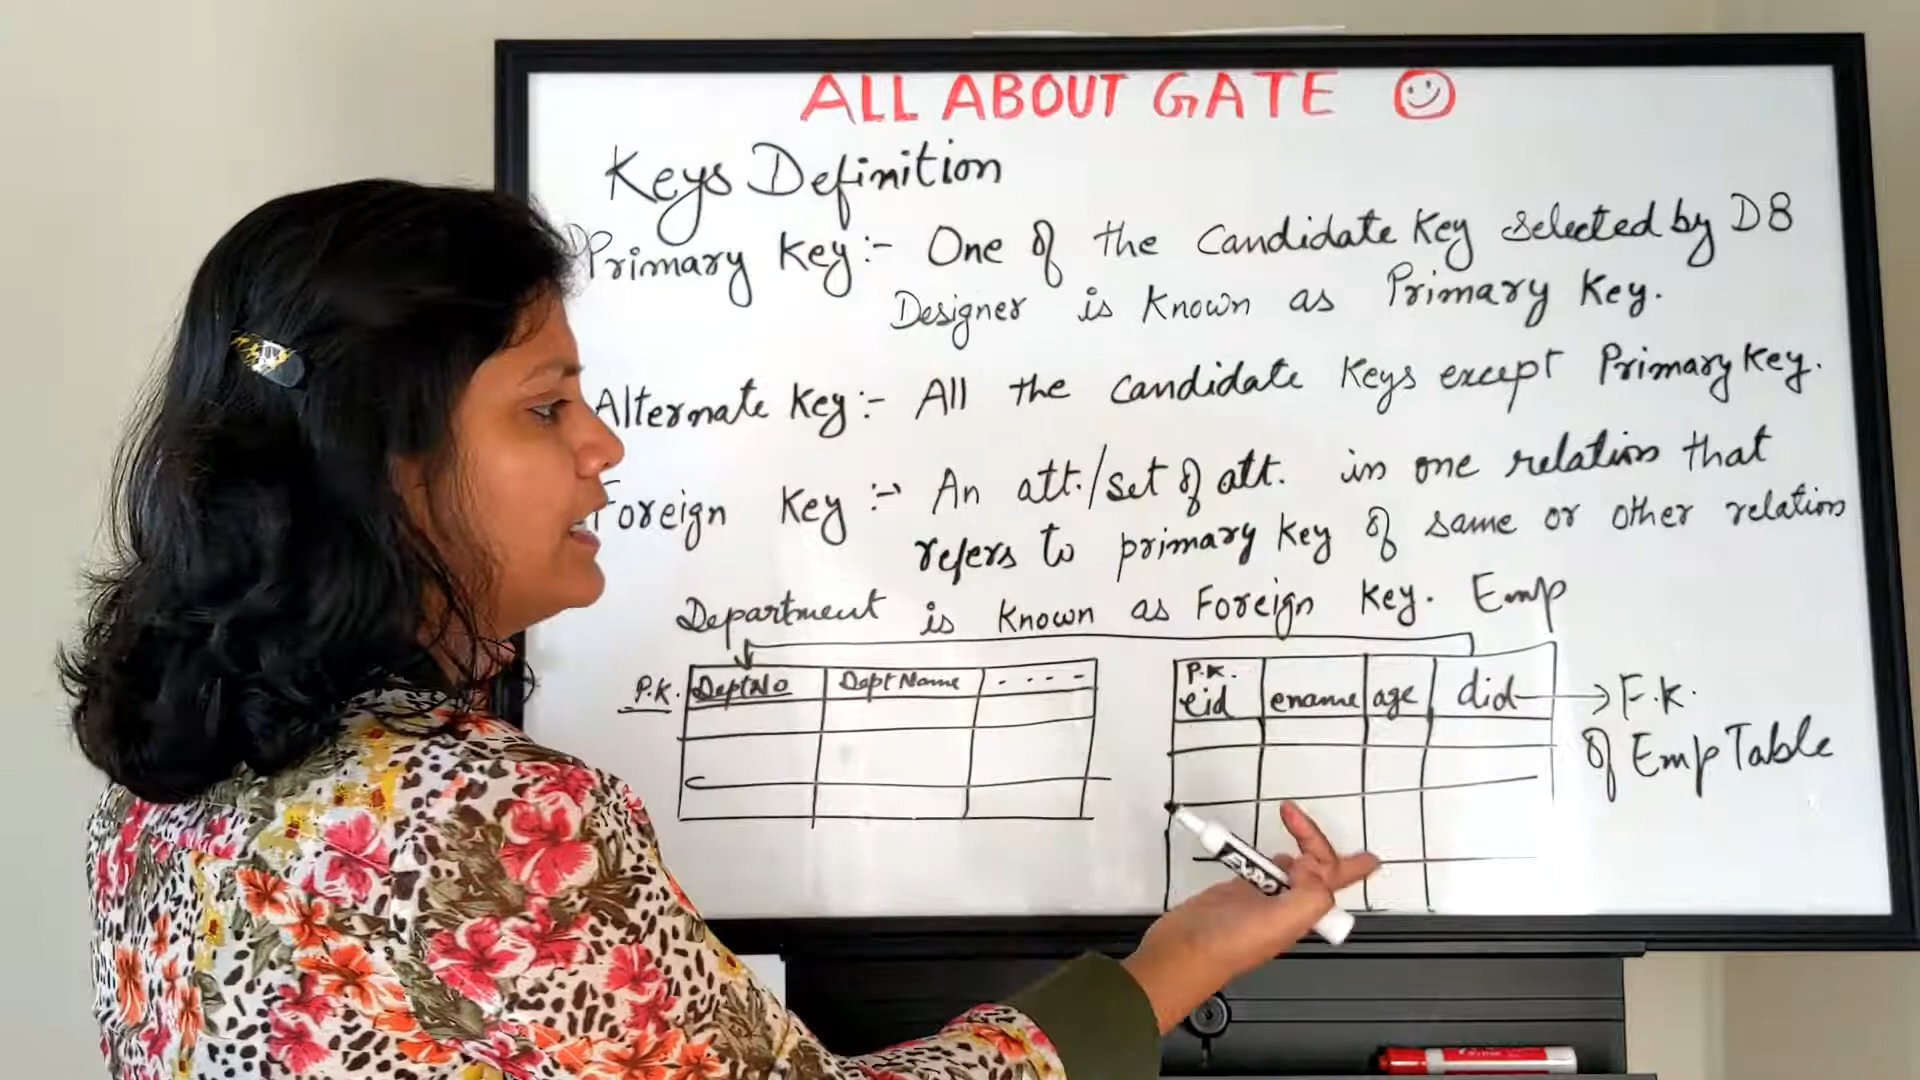 ALL ABOUT GATE
Keys Definition
Primary Key :- One of the Candidate Key selected by DB
Designer is Known as Primary Key.
Alternate Key :- All the Candidate Keys except Primary Key.
Foreign Key :- An att./set of att. in one relation that
refers to primary key of same or other relation
is Known as Foreign Key.
Department
Emp
P.K. DeptNo DeptName ----
P.K.
eid ename age did → F.K.
of Emp Table
EXPO